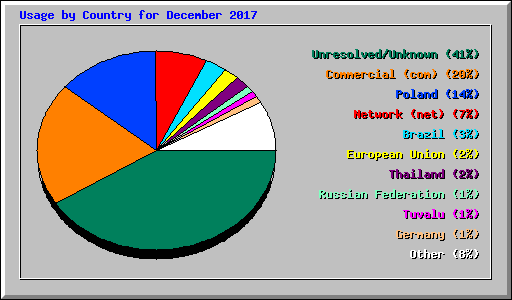 Usage by Country for December 2017
Unresolved/Unknown (41%)
Commercial (com) (20%)
Poland (14%)
Network (net) (7%)
Brazil (3%)
European Union (2%)
Thailand (2%)
Russian Federation (1%)
Tuvalu (1%)
Germany (1%)
Other (8%)